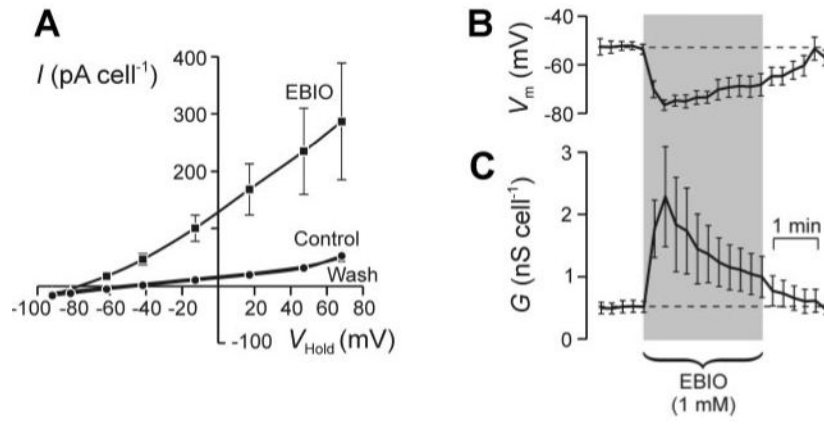 A
I (pA cell⁻¹)
400
300
200
EBIO
Control
Wash
-100 -80 -60 -40 -20 20 40 60 80
-100 V_Hold (mV)
B
V_m (mV)
-40
-60
-80
C
G (nS cell⁻¹)
3
2
1
0
1 min
EBIO
(1 mM)